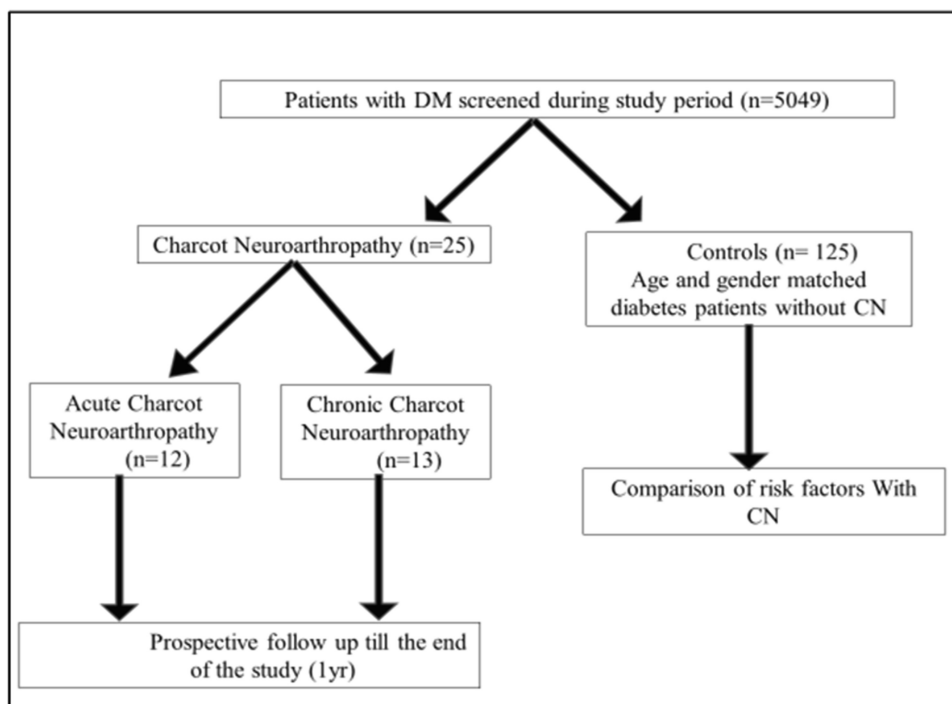 Patients with DM screened during study period (n=5049)
Charcot Neuroarthropathy (n=25)
Controls (n= 125)
Age and gender matched
diabetes patients without CN
Acute Charcot
Neuroarthropathy
(n=12)
Chronic Charcot
Neuroarthropathy
(n=13)
Comparison of risk factors With
CN
Prospective follow up till the end
of the study (1yr)